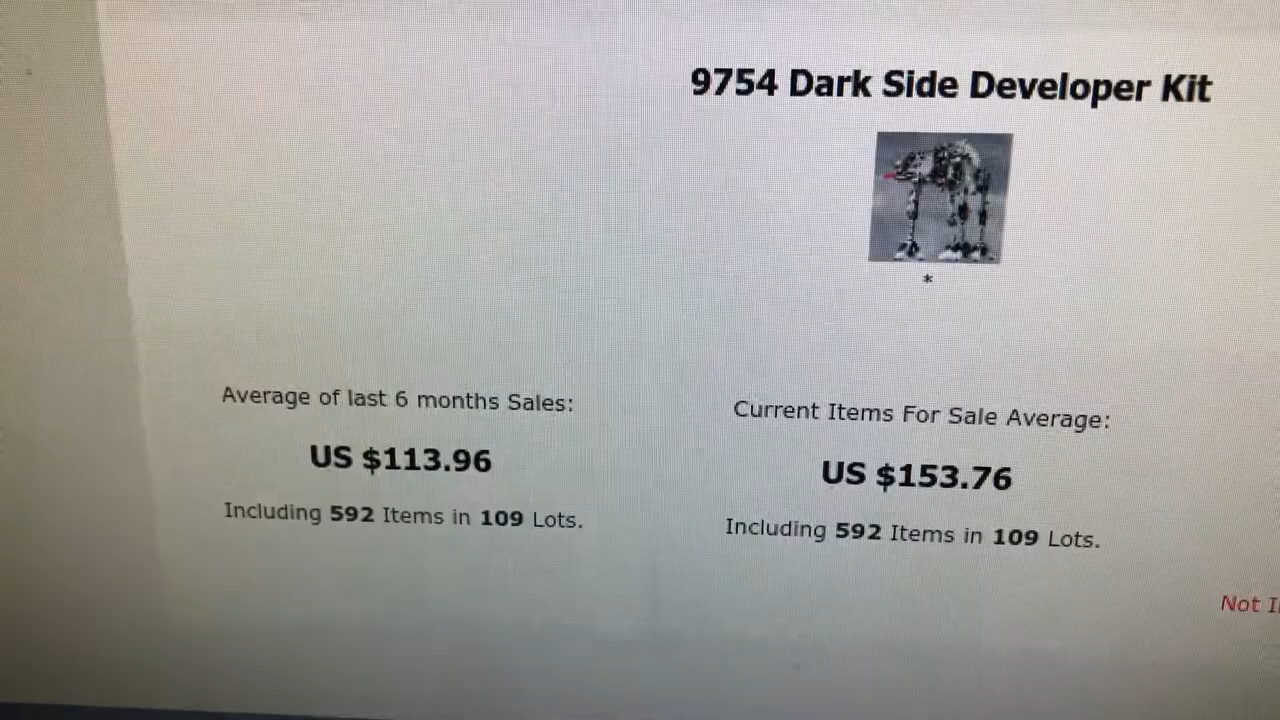 9754 Dark Side Developer Kit
*
Average of last 6 months Sales:
US $113.96
Including 592 Items in 109 Lots.
Current Items For Sale Average:
US $153.76
Including 592 Items in 109 Lots.
Not